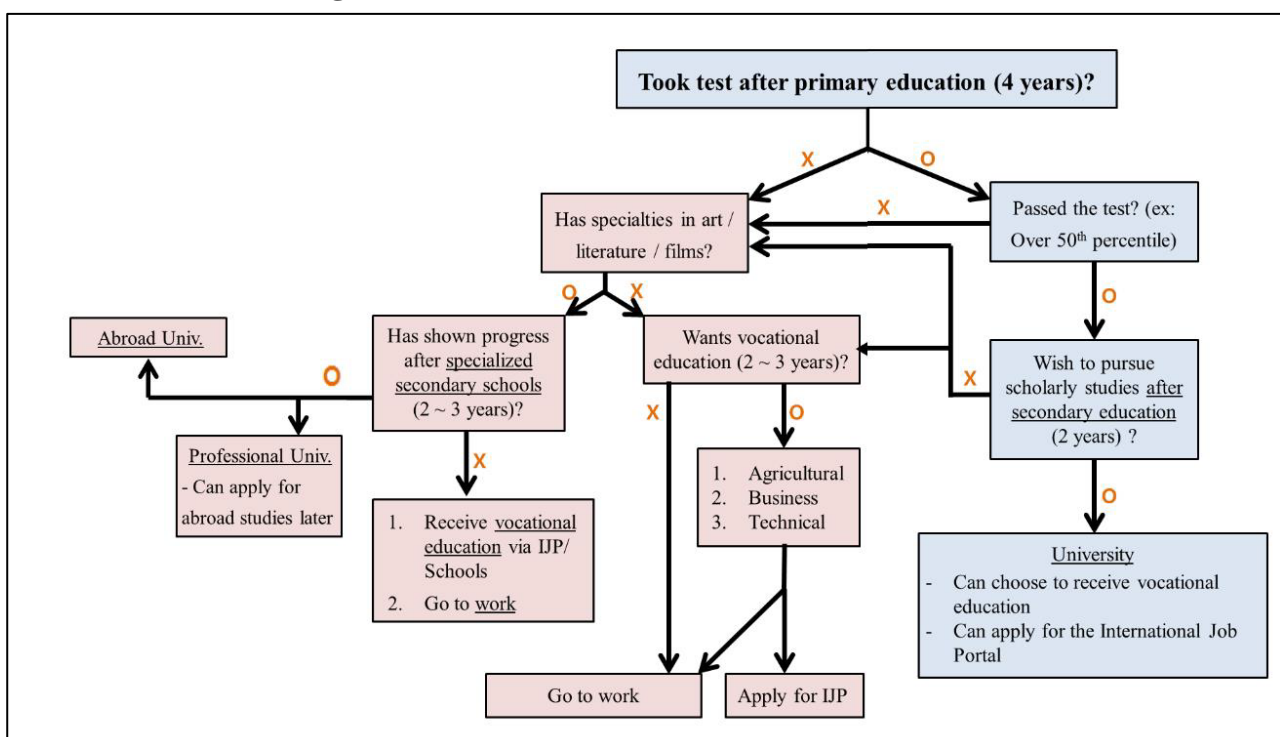 Took test after primary education (4 years)?
X
O
Has specialties in art /
literature / films?
X
Passed the test? (ex:
Over 50th percentile)
O
X
O
Abroad Univ.
O
Has shown progress
after specialized
secondary schools
(2 ~ 3 years)?
Wants vocational
education (2 ~ 3 years)?
X
Wish to pursue
scholarly studies after
secondary education
(2 years) ?
Professional Univ.
- Can apply for
abroad studies later
X
X
O
O
1. Receive vocational
education via IJP/
Schools
2. Go to work
1. Agricultural
2. Business
3. Technical
University
- Can choose to receive vocational
education
- Can apply for the International Job
Portal
Go to work
Apply for IJP